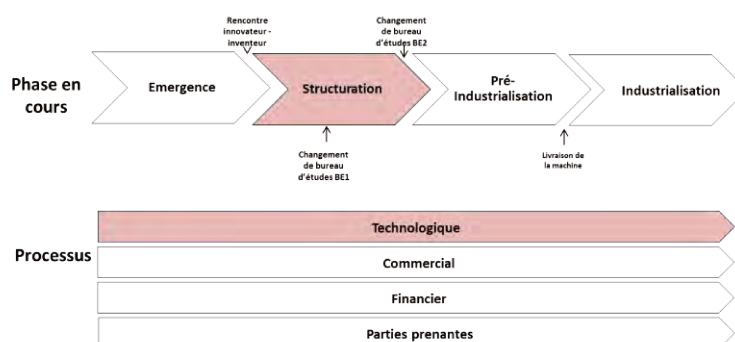 Rencontre
innovateur -
inventeur
Changement
de bureau
d'études BE2
Phase en
cours
Emergence
Structuration
Pré-
Industrialisation
Industrialisation
Changement
de bureau
d'études BE1
Livraison de
la machine
Processus
Technologique
Commercial
Financier
Parties prenantes